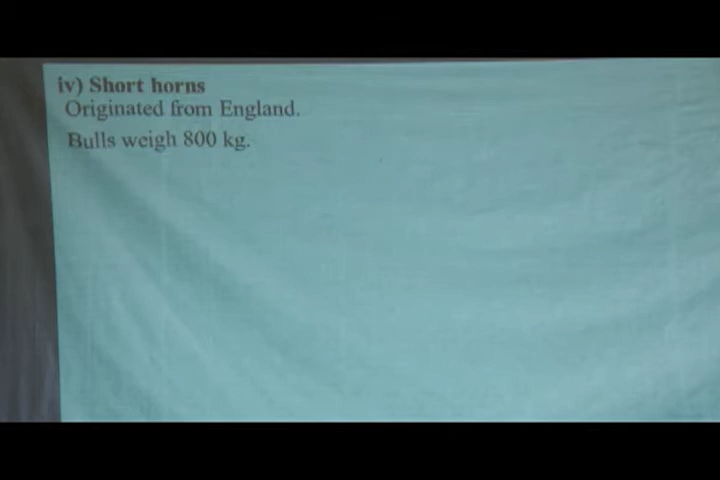 iv) Short horns
Originated from England.
Bulls weigh 800 kg.